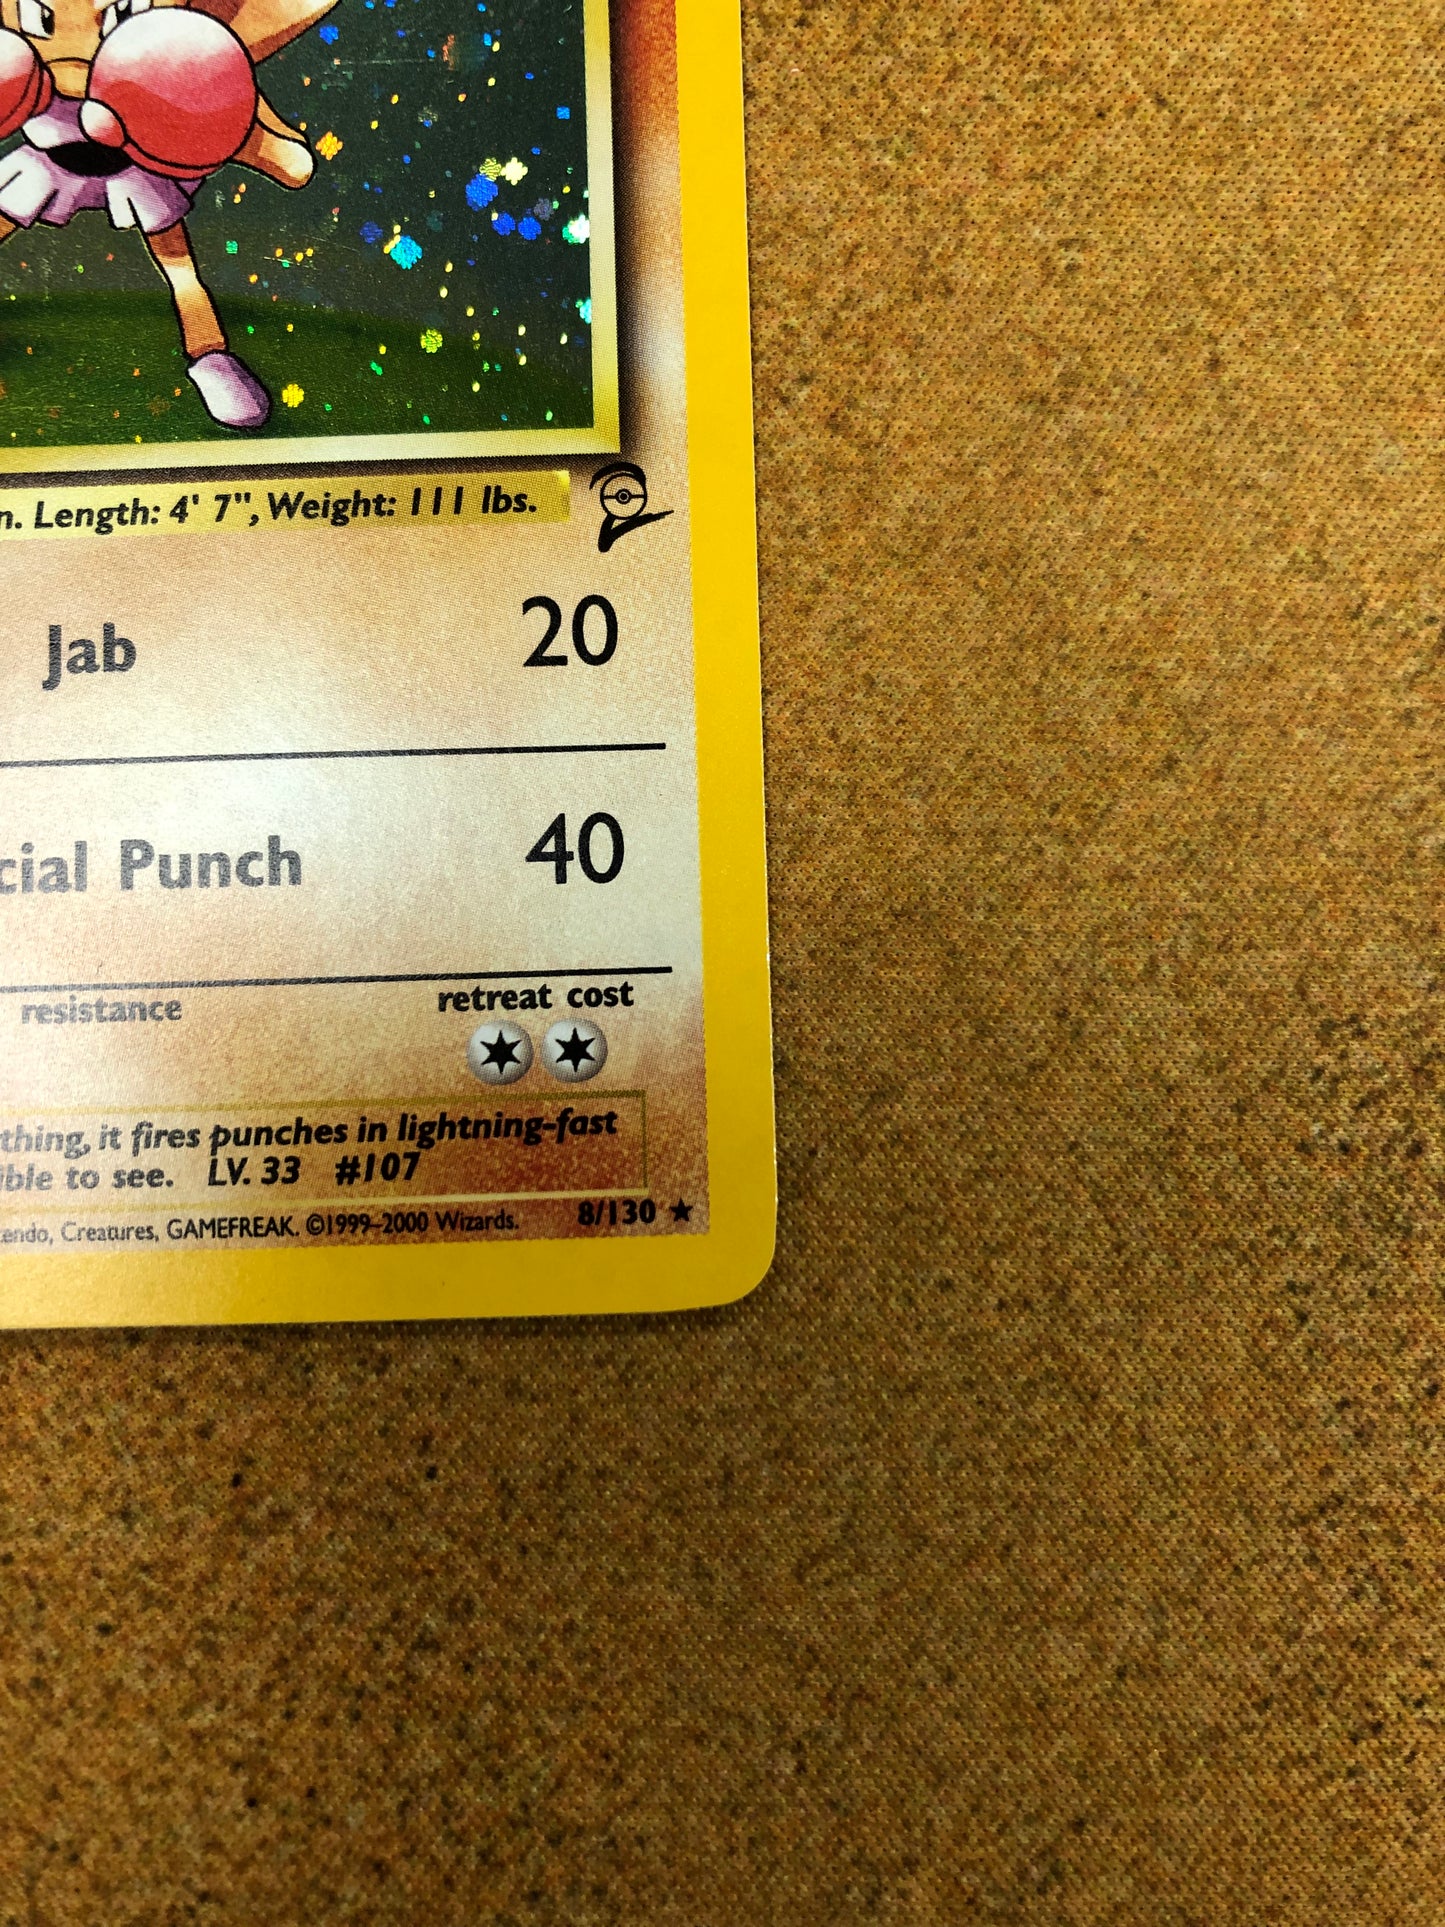 n. Length: 4' 7", Weight: 111 lbs.
Jab 20
cial Punch 40
resistance retreat cost
thing, it fires punches in lightning-fast
ible to see. LV. 33 #107
endo, Creatures, GAMEFREAK. ©1999–2000 Wizards. 8/130 ★